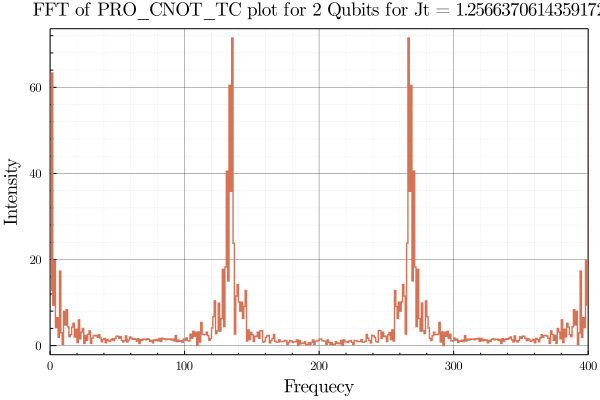 FFT of PRO_CNOT_TC plot for 2 Qubits for Jt = 1.2566370614359172
Intensity
60
40
20
0
0 100 200 300 400
Frequecy